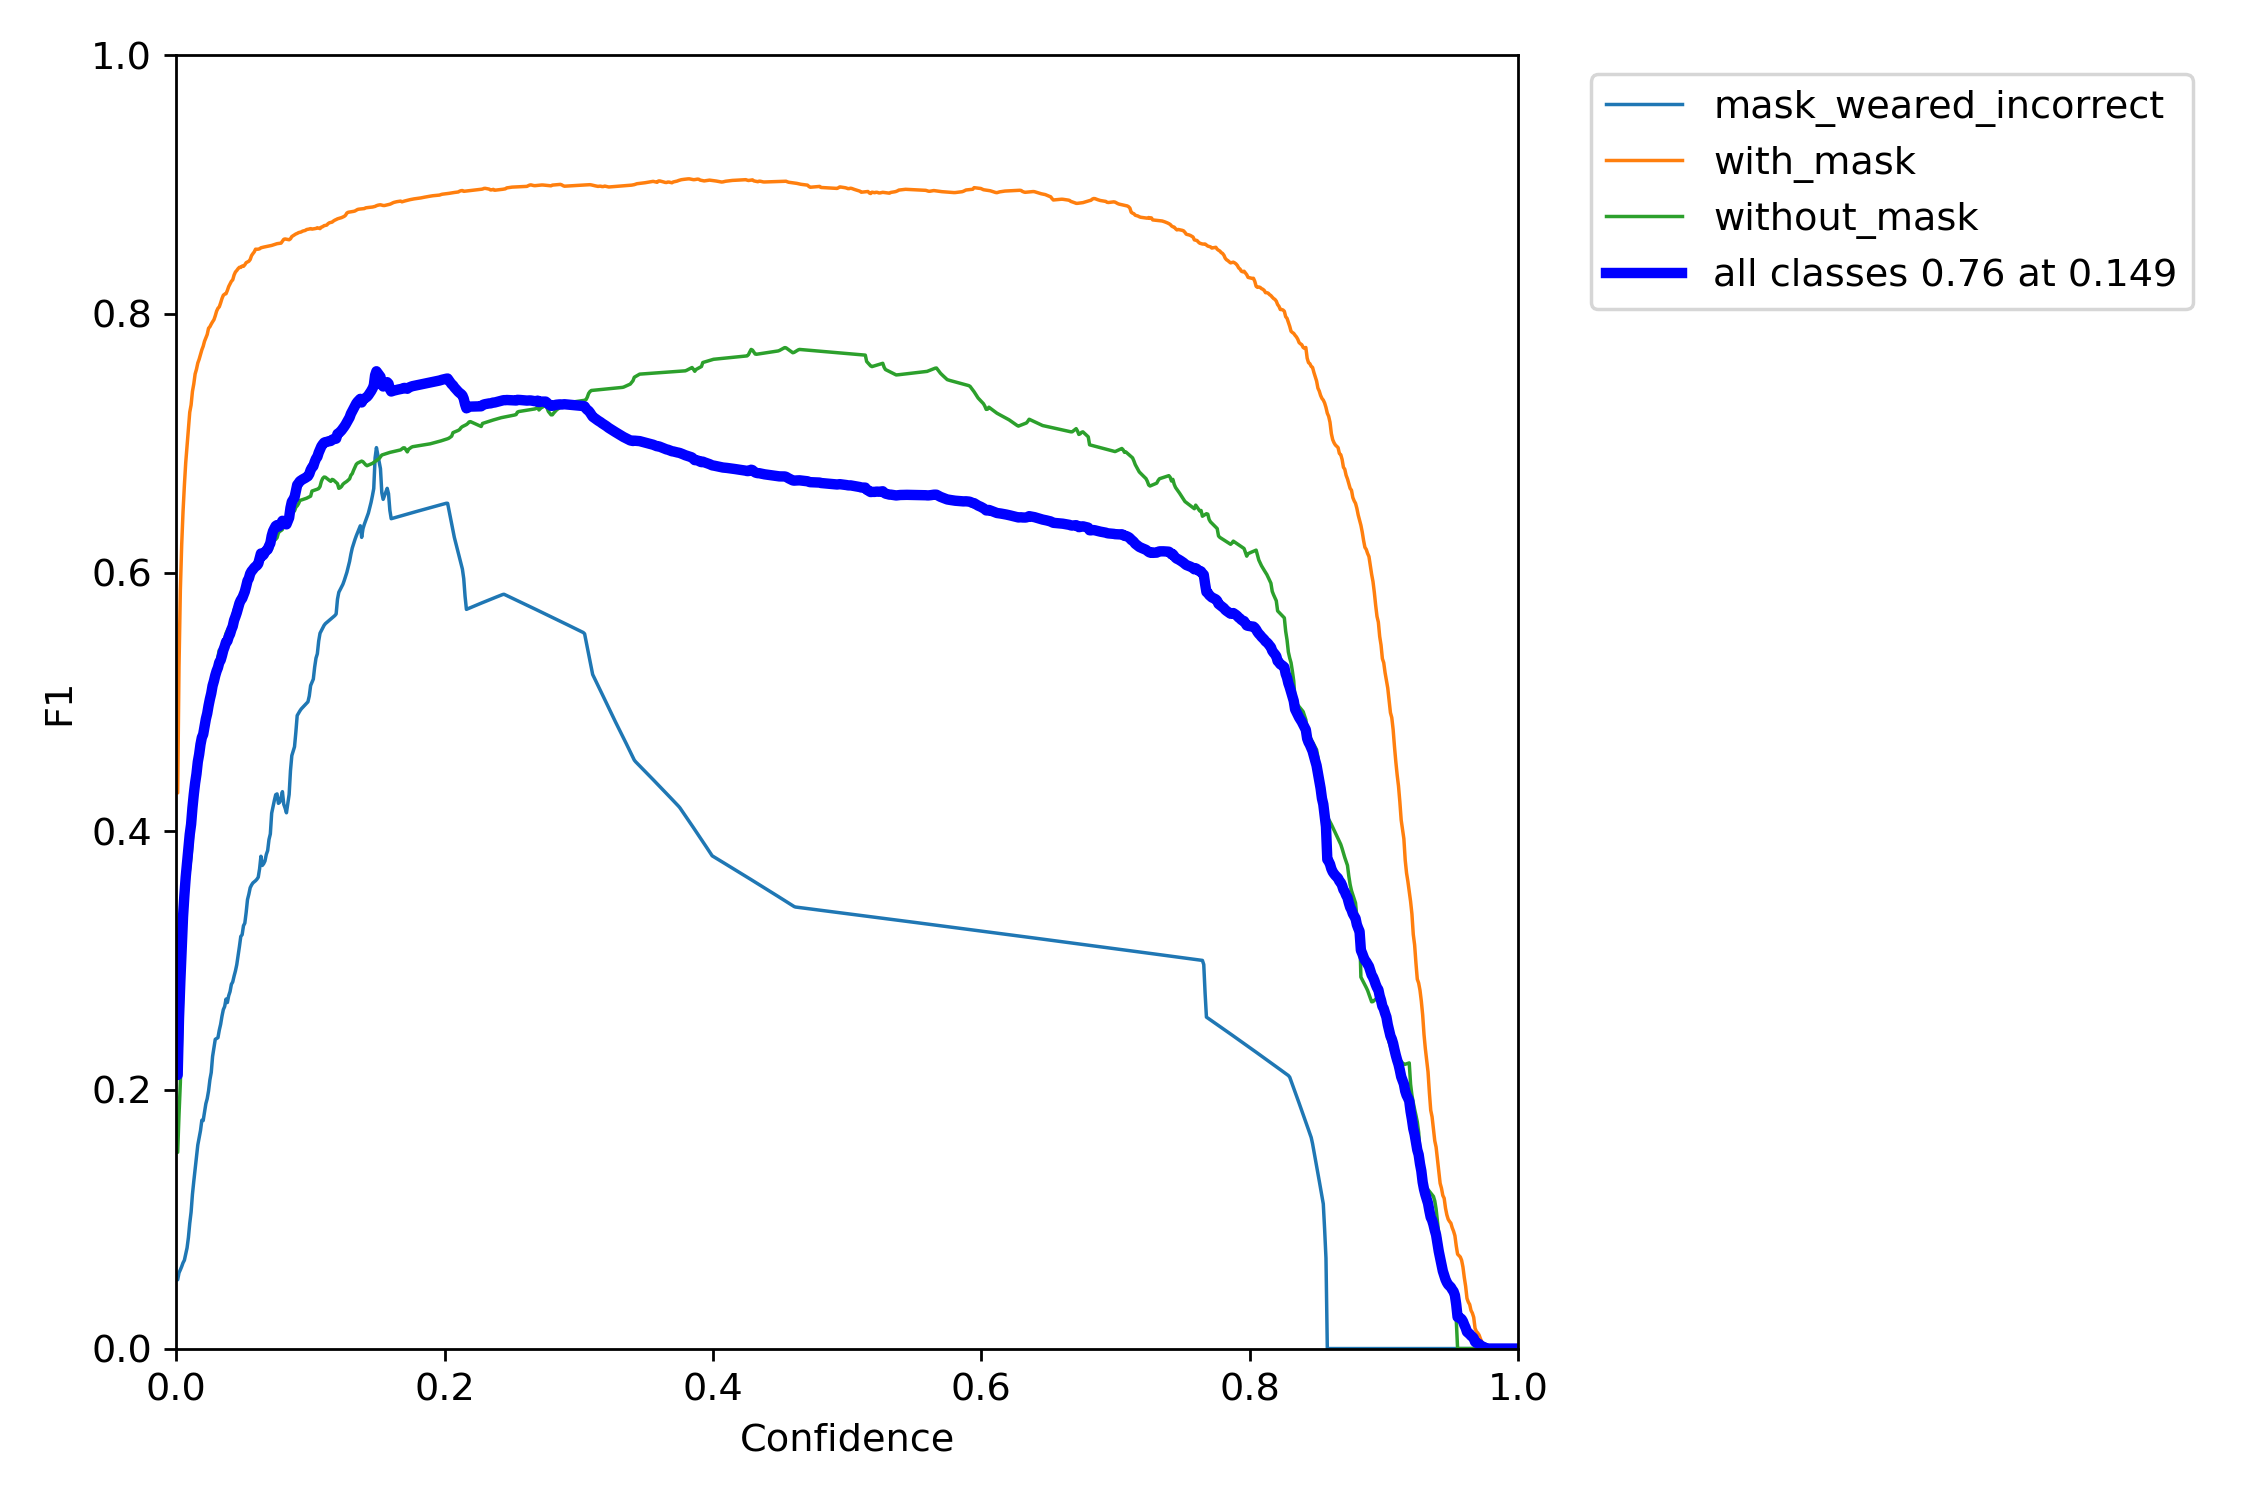 1.0
0.8
0.6
0.4
0.2
0.0
F1
0.0 0.2 0.4 0.6 0.8 1.0
Confidence
mask_weared_incorrect
with_mask
without_mask
all classes 0.76 at 0.149